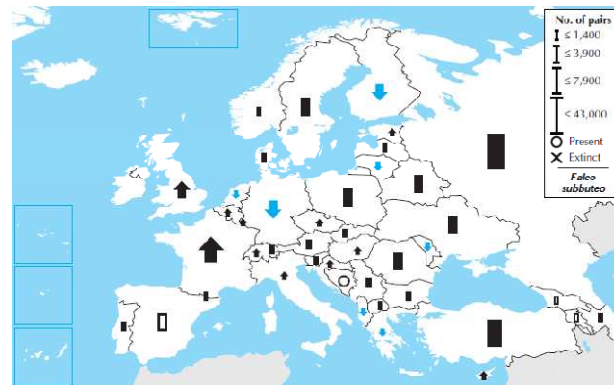 No. of pairs
≤ 1,400
≤ 3,900
≤ 7,900
< 43,000
Present
Extinct
Falco
subbuteo